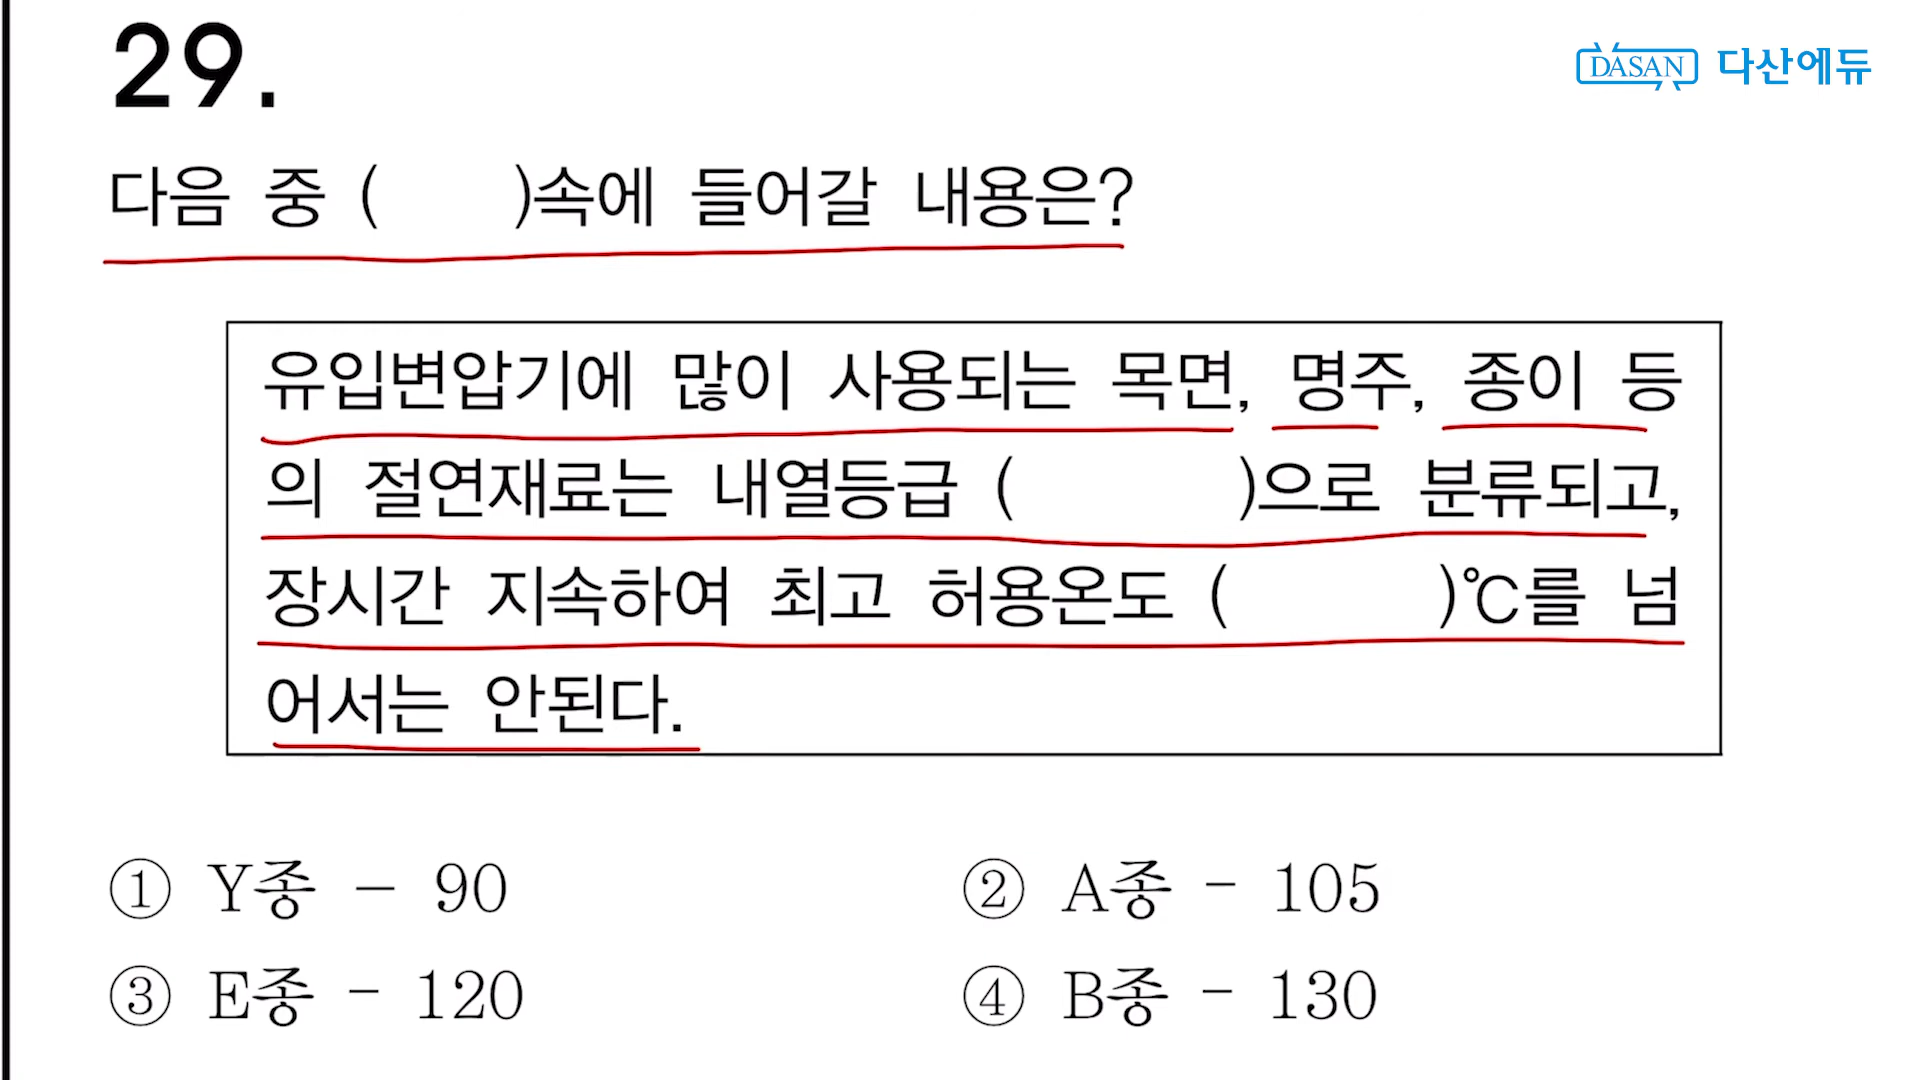 29.
DASAN 다산에듀
다음 중 ( )속에 들어갈 내용은?
유입변압기에 많이 사용되는 목면, 명주, 종이 등
의 절연재료는 내열등급 ( )으로 분류되고,
장시간 지속하여 최고 허용온도 ( )℃를 넘
어서는 안된다.
① Y종 - 90
② A종 - 105
③ E종 - 120
④ B종 - 130